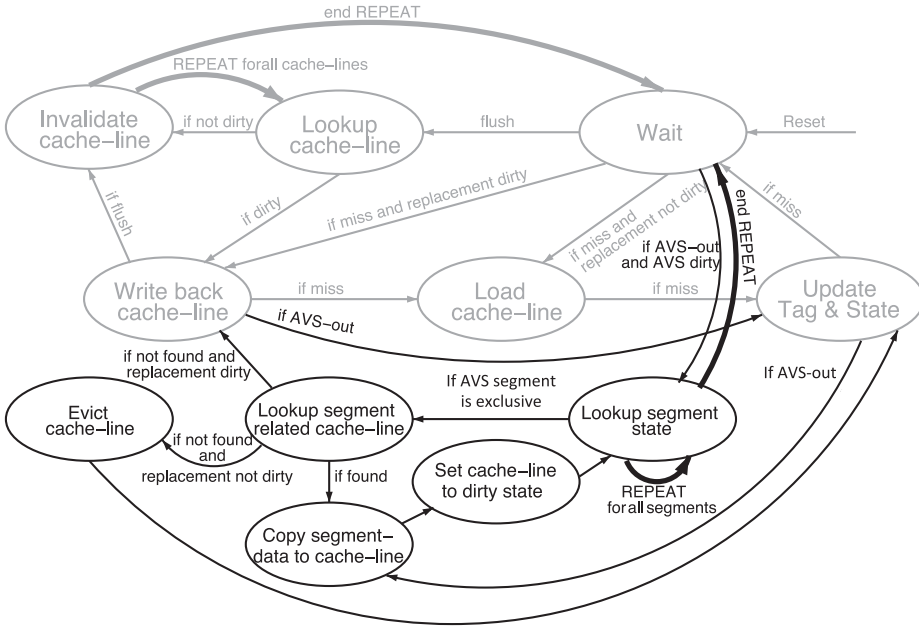 end REPEAT
REPEAT for all cache–lines
Invalidate
cache–line
if not dirty
Lookup
cache–line
flush
Wait
Reset
if flush
if dirty
if miss and replacement dirty
if miss and
replacement not dirty
if AVS–out
and AVS dirty
end REPEAT
if miss
Write back
cache–line
if miss
Load
cache–line
if miss
Update
Tag & State
if AVS–out
if not found and
replacement dirty
If AVS segment
is exclusive
If AVS-out
Evict
cache–line
Lookup segment
related cache–line
Lookup segment
state
if not found
and
replacement not dirty
if found
Set cache–line
to dirty state
REPEAT
for all segments
Copy segment–
data to cache–line